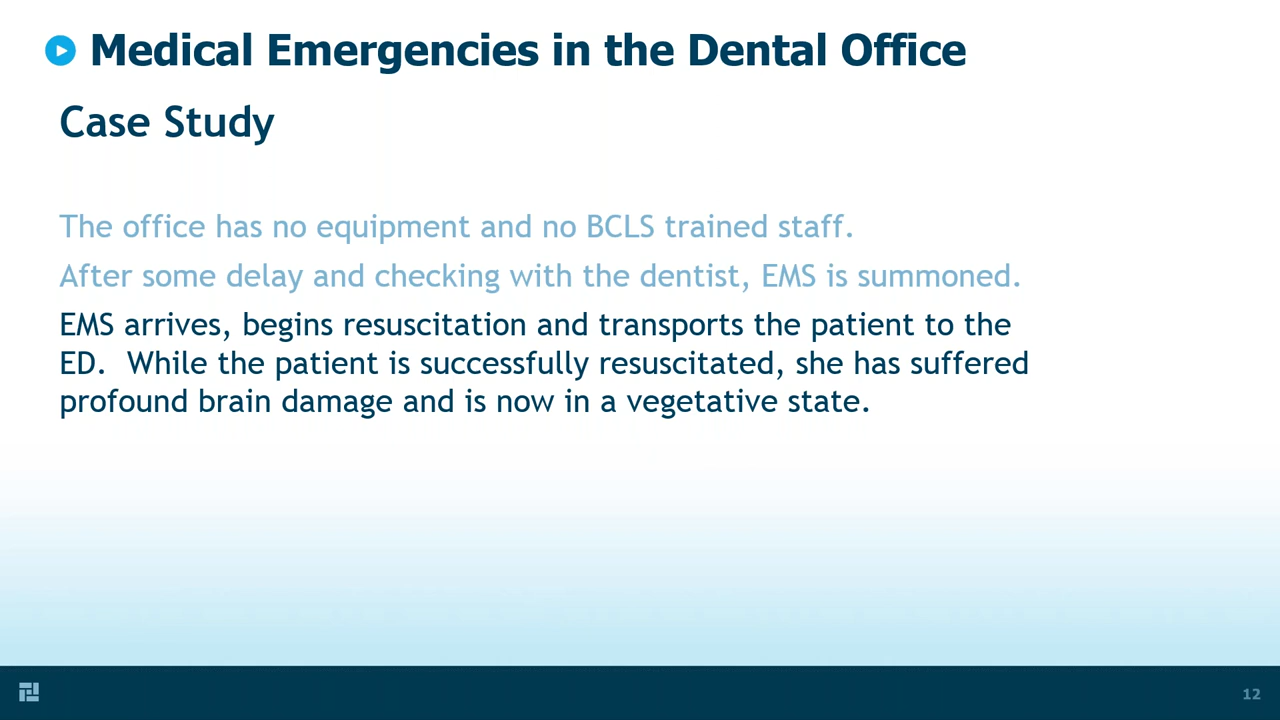 Medical Emergencies in the Dental Office
Case Study
The office has no equipment and no BCLS trained staff.
After some delay and checking with the dentist, EMS is summoned.
EMS arrives, begins resuscitation and transports the patient to the
ED.  While the patient is successfully resuscitated, she has suffered
profound brain damage and is now in a vegetative state.
12